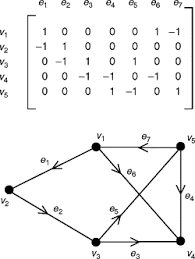 e1 e2 e3 e4 e5 e6 e7
v1 1 0 0 0 0 1 -1
v2 -1 1 0 0 0 0 0
v3 0 -1 1 0 1 0 0
v4 0 0 -1 -1 0 -1 0
v5 0 0 0 1 -1 0 1
v1 e7 v5
e1 e6
v2 e4
e2 e5
v3 e3 v4